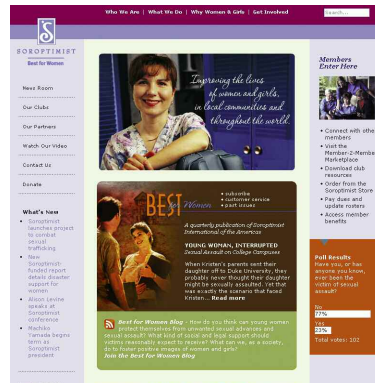 Who We Are | What We Do | Why Women & Girls | Get Involved
Search...
S
SOROPTIMIST
Best for Women
News Room
Our Clubs
Our Partners
Watch Our Video
Contact Us
Donate
What's New
Soroptimist
launches project
to combat
sexual
trafficking
New
Soroptimist-
funded report
details disaster
support for
women
Alison Levine
speaks at
Soroptimist
conference
Machiko
Yamada begins
term as
Soroptimist
president
Improving the lives
of women and girls,
in local communities and
throughout the world.
BEST for Women
• subscribe
• customer service
• past issues
A quarterly publication of Soroptimist
International of the Americas
YOUNG WOMAN, INTERRUPTED
Sexual Assault on College Campuses
When Kristen's parents sent their
daughter off to Duke University, they
probably never thought their daughter
might be sexually assaulted. Yet that
was exactly the scenario that faced
Kristen... Read more
Best for Women Blog - How do you think can young women
protect themselves from unwanted sexual advances and
sexual assault? What kind of social and legal support should
victims reasonably expect to receive? What can we, as a society,
do to foster positive images of women and girls?
Join the Best for Women Blog
Members
Enter Here
• Connect with othe
members
• Visit the
Member-2-Membe
Marketplace
• Download club
resources
• Order from the
Soroptimist Store
• Pay dues and
update rosters
• Access member
benefits
Poll Results
Have you, or has
anyone you know,
ever been the
victim of sexual
assault?
No
77%
Yes
23%
Total votes: 102